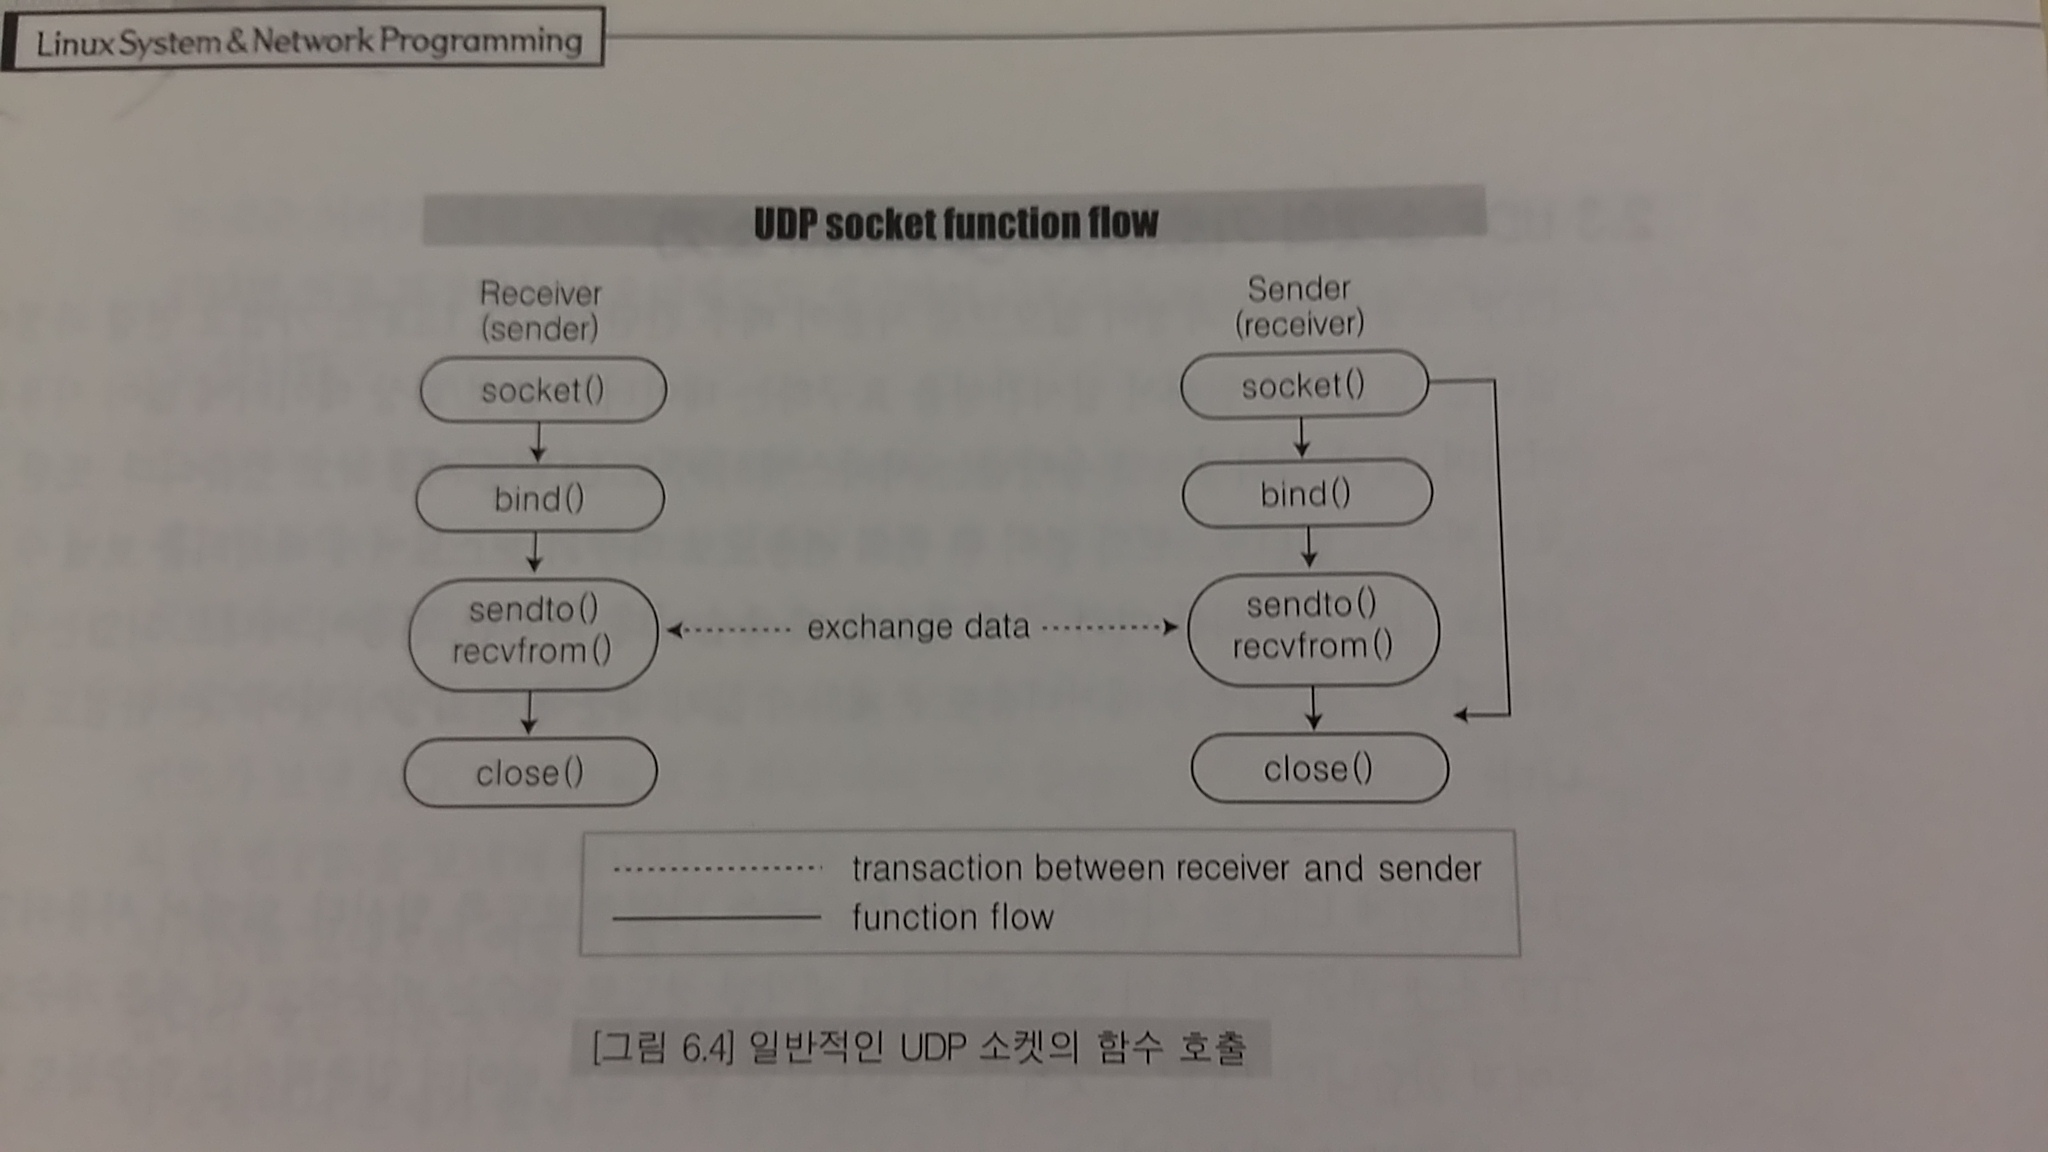 Linux System & Network Programming
UDP socket function flow
Receiver
(sender)
Sender
(receiver)
socket()
socket()
bind()
bind()
sendto()
recvfrom()
exchange data
sendto()
recvfrom()
close()
close()
transaction between receiver and sender
function flow
[그림 6.4] 일반적인 UDP 소켓의 함수 호출